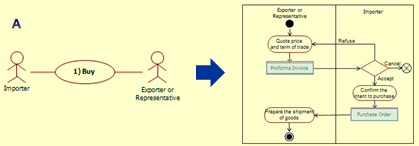 A
1) Buy
Importer
Exporter or
Representative
Exporter or
Representative
Importer
Quote price
and term of trade
Refuse
Proforma Invoice
Cancel
Accept
Confirm the
intent to purchase
Prepare the shipment
of goods
Purchase Order